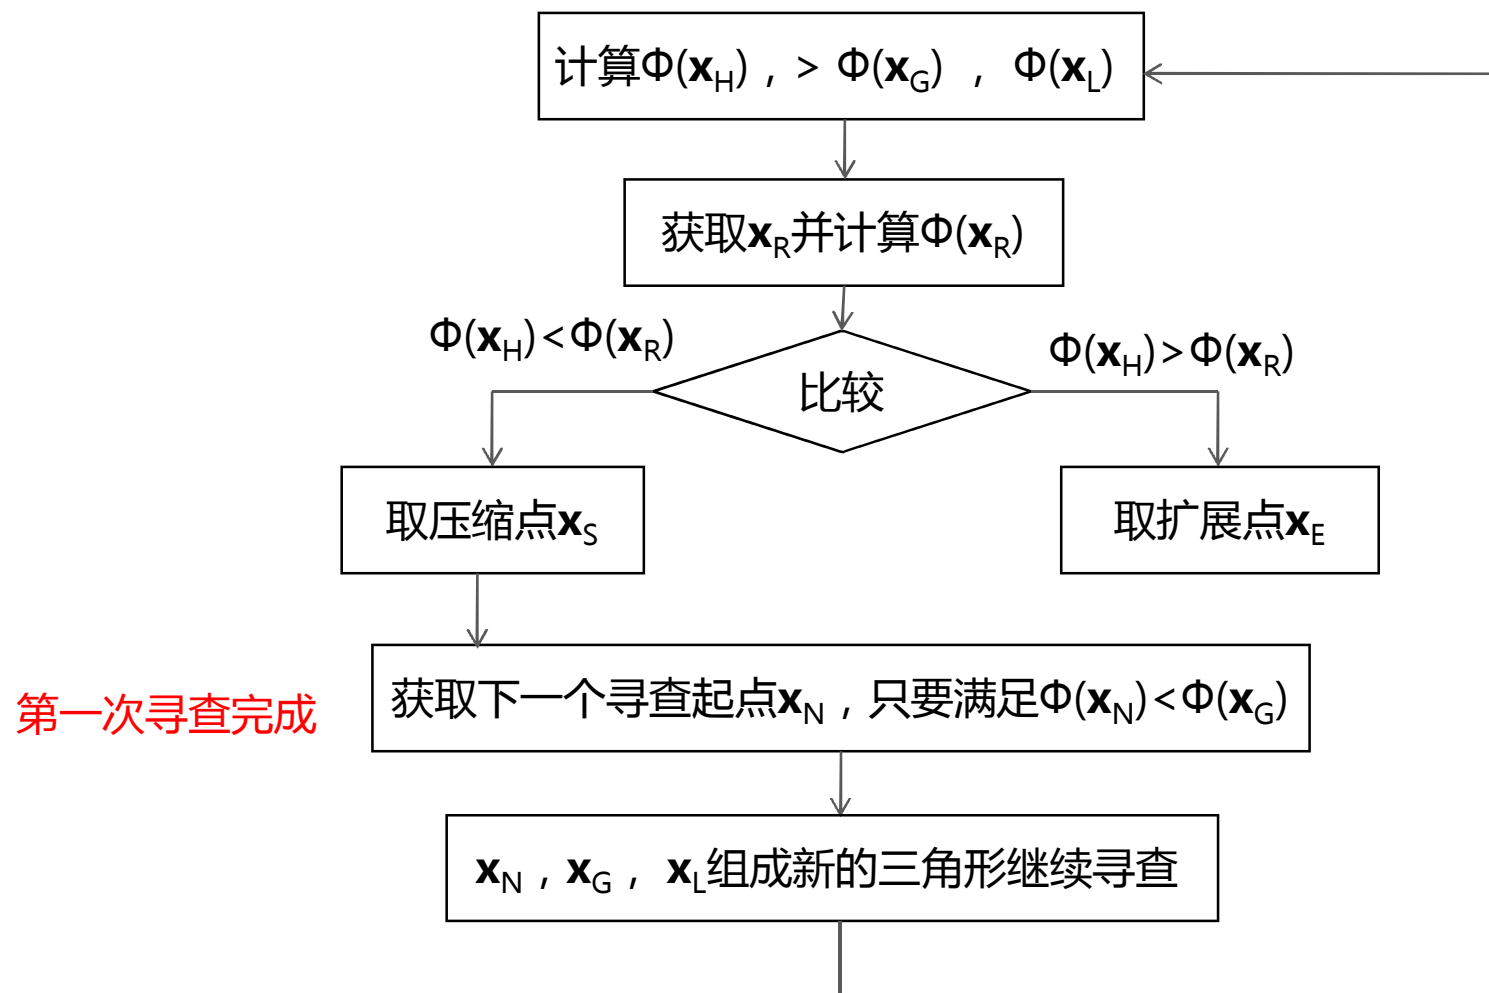 计算Φ(xH)，> Φ(xG) ， Φ(xL)
获取xR并计算Φ(xR)
Φ(xH)<Φ(xR)
Φ(xH)>Φ(xR)
比较
取压缩点xS
取扩展点xE
第一次寻查完成
获取下一个寻查起点xN，只要满足Φ(xN)<Φ(xG)
xN，xG， xL组成新的三角形继续寻查